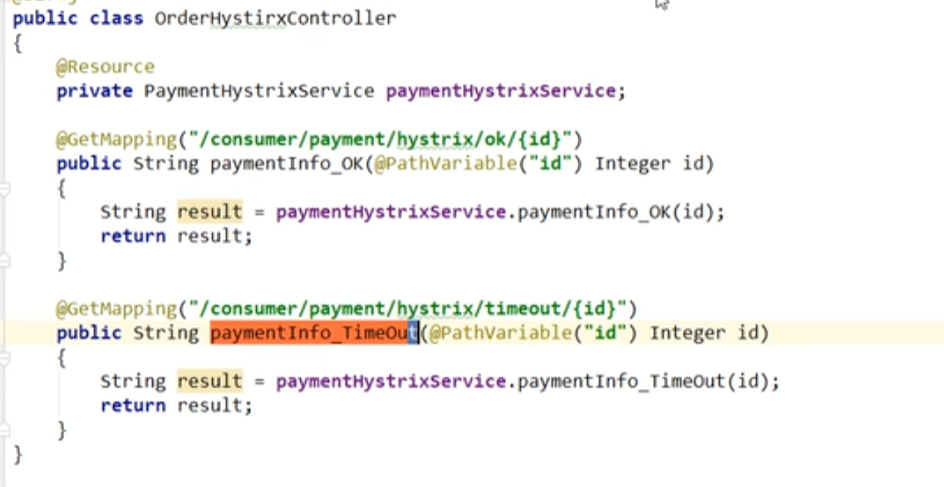 public class OrderHystirxController
{
@Resource
private PaymentHystrixService paymentHystrixService;
@GetMapping("/consumer/payment/hystrix/ok/{id}")
public String paymentInfo_OK(@PathVariable("id") Integer id)
{
String result = paymentHystrixService.paymentInfo_OK(id);
return result;
}
@GetMapping("/consumer/payment/hystrix/timeout/{id}")
public String paymentInfo_TimeOut(@PathVariable("id") Integer id)
{
String result = paymentHystrixService.paymentInfo_TimeOut(id);
return result;
}
}